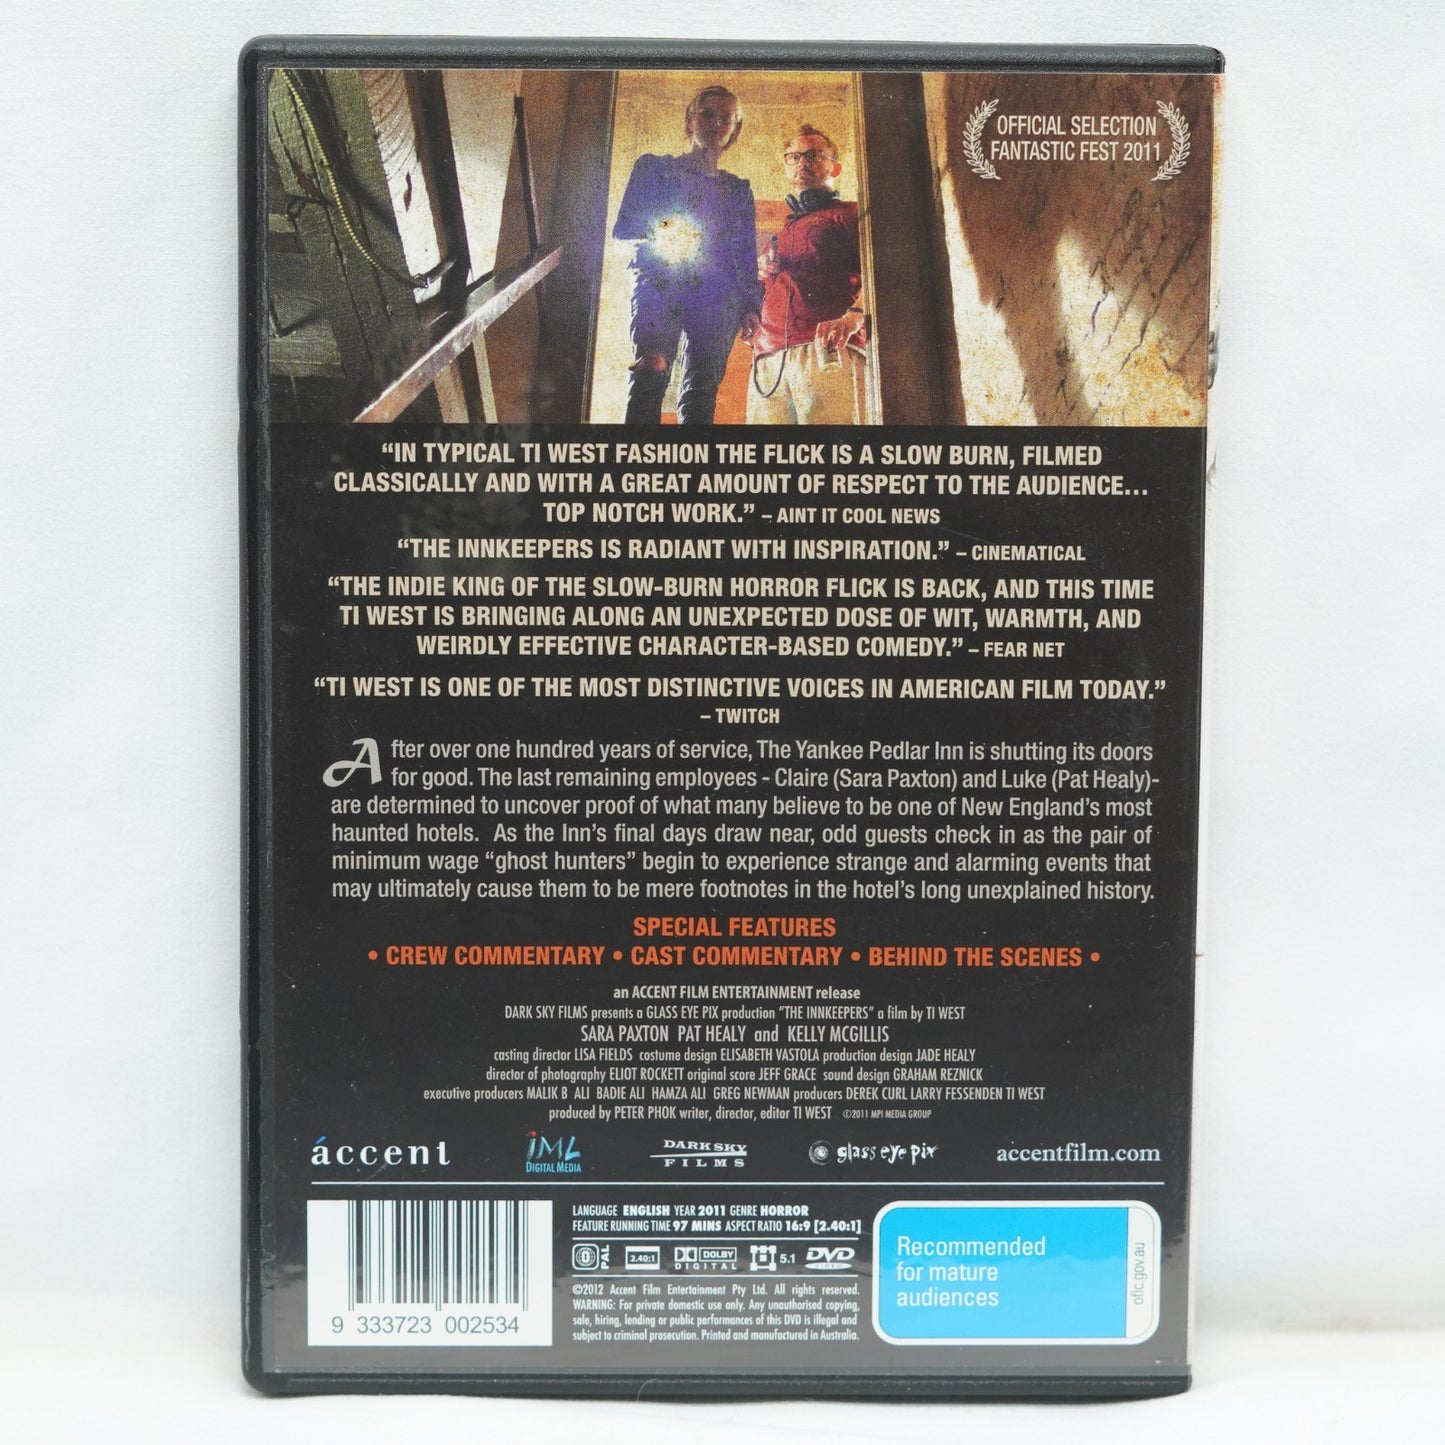 OFFICIAL SELECTION
FANTASTIC FEST 2011
“IN TYPICAL TI WEST FASHION THE FLICK IS A SLOW BURN, FILMED
CLASSICALLY AND WITH A GREAT AMOUNT OF RESPECT TO THE AUDIENCE...
TOP NOTCH WORK.” – AINT IT COOL NEWS
“THE INNKEEPERS IS RADIANT WITH INSPIRATION.” – CINEMATICAL
“THE INDIE KING OF THE SLOW-BURN HORROR FLICK IS BACK, AND THIS TIME
TI WEST IS BRINGING ALONG AN UNEXPECTED DOSE OF WIT, WARMTH, AND
WEIRDLY EFFECTIVE CHARACTER-BASED COMEDY.” – FEAR NET
“TI WEST IS ONE OF THE MOST DISTINCTIVE VOICES IN AMERICAN FILM TODAY.”
– TWITCH
After over one hundred years of service, The Yankee Pedlar Inn is shutting its doors
for good. The last remaining employees - Claire (Sara Paxton) and Luke (Pat Healy)-
are determined to uncover proof of what many believe to be one of New England’s most
haunted hotels. As the Inn’s final days draw near, odd guests check in as the pair of
minimum wage “ghost hunters” begin to experience strange and alarming events that
may ultimately cause them to be mere footnotes in the hotel’s long unexplained history.
SPECIAL FEATURES
• CREW COMMENTARY • CAST COMMENTARY • BEHIND THE SCENES •
an ACCENT FILM ENTERTAINMENT release
DARK SKY FILMS presents a GLASS EYE PIX production "THE INNKEEPERS" a film by TI WEST
SARA PAXTON PAT HEALY and KELLY MCGILLIS
casting director LISA FIELDS costume design ELISABETH VASTOLA production design JADE HEALY
director of photography ELIOT ROCKETT original score JEFF GRACE sound design GRAHAM REZNICK
executive producers MALIK B ALI BADIE ALI HAMZA ALI GREG NEWMAN producers DEREK CURL LARRY FESSENDEN TI WEST
produced by PETER PHOK writer, director, editor TI WEST ©2011 MPI MEDIA GROUP
áccent
iML
DIGITAL MEDIA
DARK SKY
FILMS
glass eye pix
accentfilm.com
LANGUAGE ENGLISH YEAR 2011 GENRE HORROR
FEATURE RUNNING TIME 97 MINS ASPECT RATIO 16:9 [2.40:1]
0 PAL 2.40:1 DOLBY DIGITAL 5.1 DVD VIDEO
©2012 Accent Film Entertainment Pty Ltd. All rights reserved.
WARNING: For private domestic use only. Any unauthorised copying,
sale, hiring, lending or public performances of this DVD is illegal and
subject to criminal prosecution. Printed and manufactured in Australia.
9 333723 002534
Recommended
for mature
audiences
oflc.gov.au